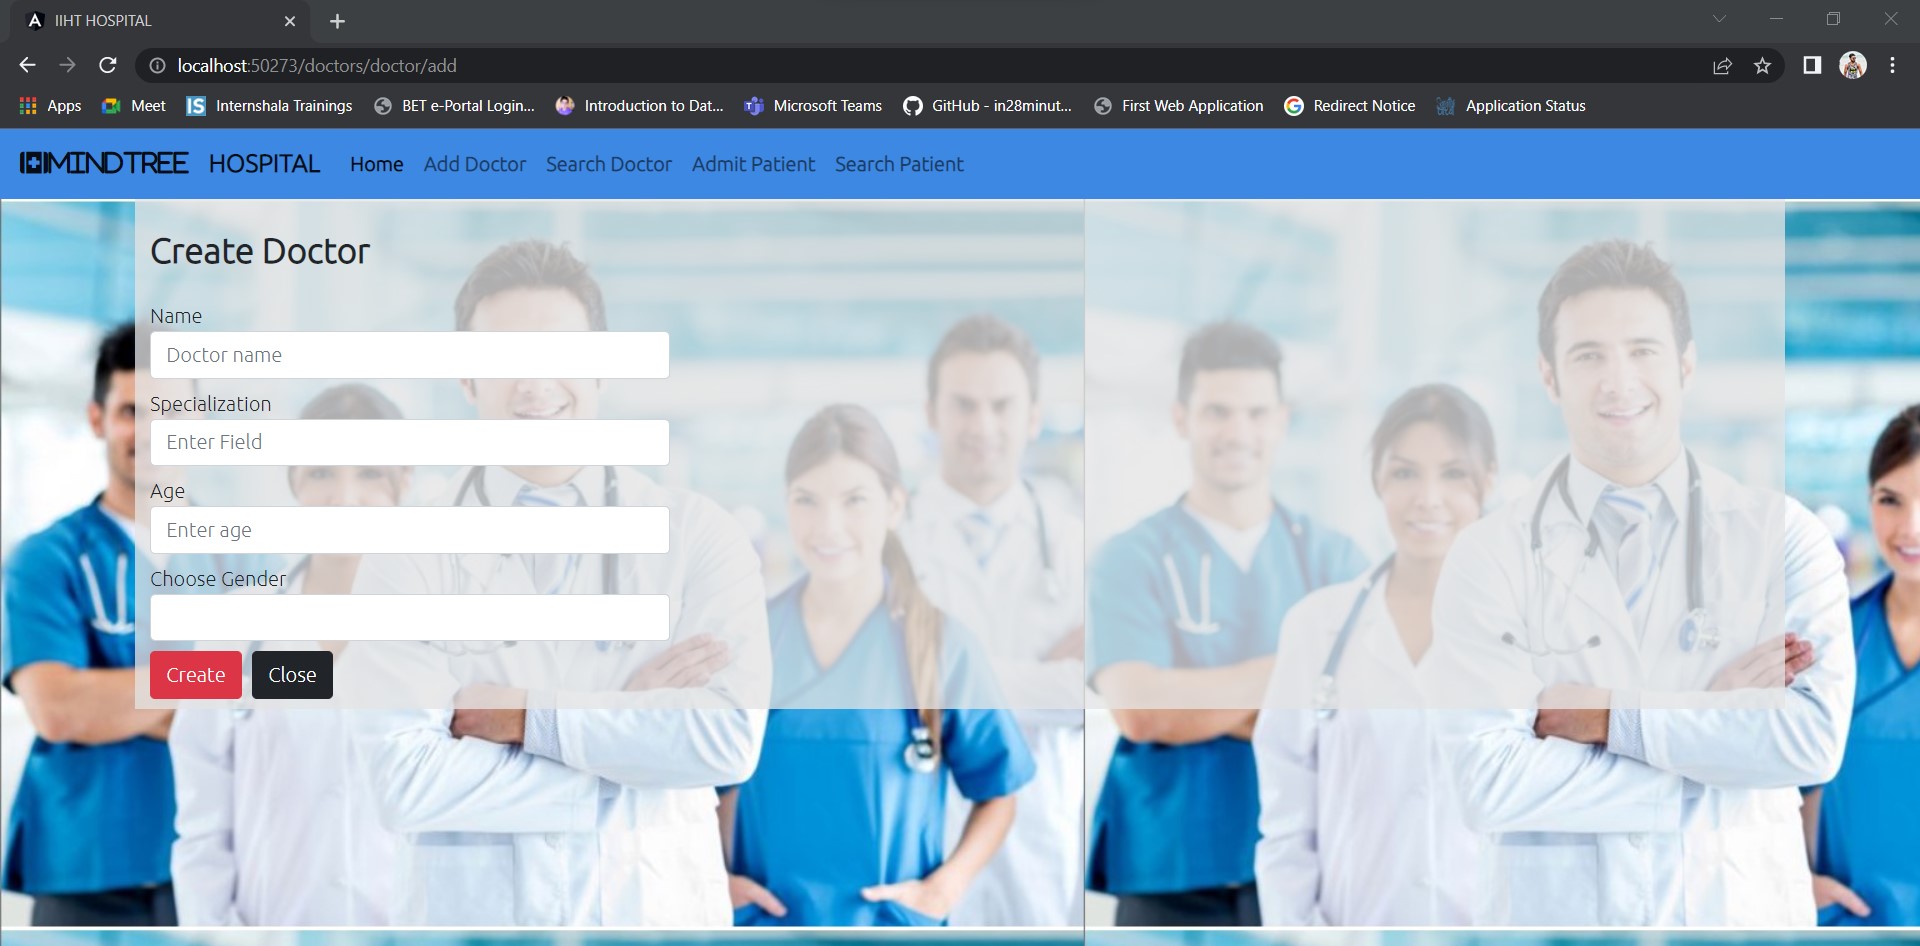 IIHT HOSPITAL
localhost:50273/doctors/doctor/add
Apps Meet Internshala Trainings BET e-Portal Login... Introduction to Dat... Microsoft Teams GitHub - in28minut... First Web Application Redirect Notice Application Status
MINDTREE HOSPITAL Home Add Doctor Search Doctor Admit Patient Search Patient
Create Doctor
Name
Doctor name
Specialization
Enter Field
Age
Enter age
Choose Gender
Create Close